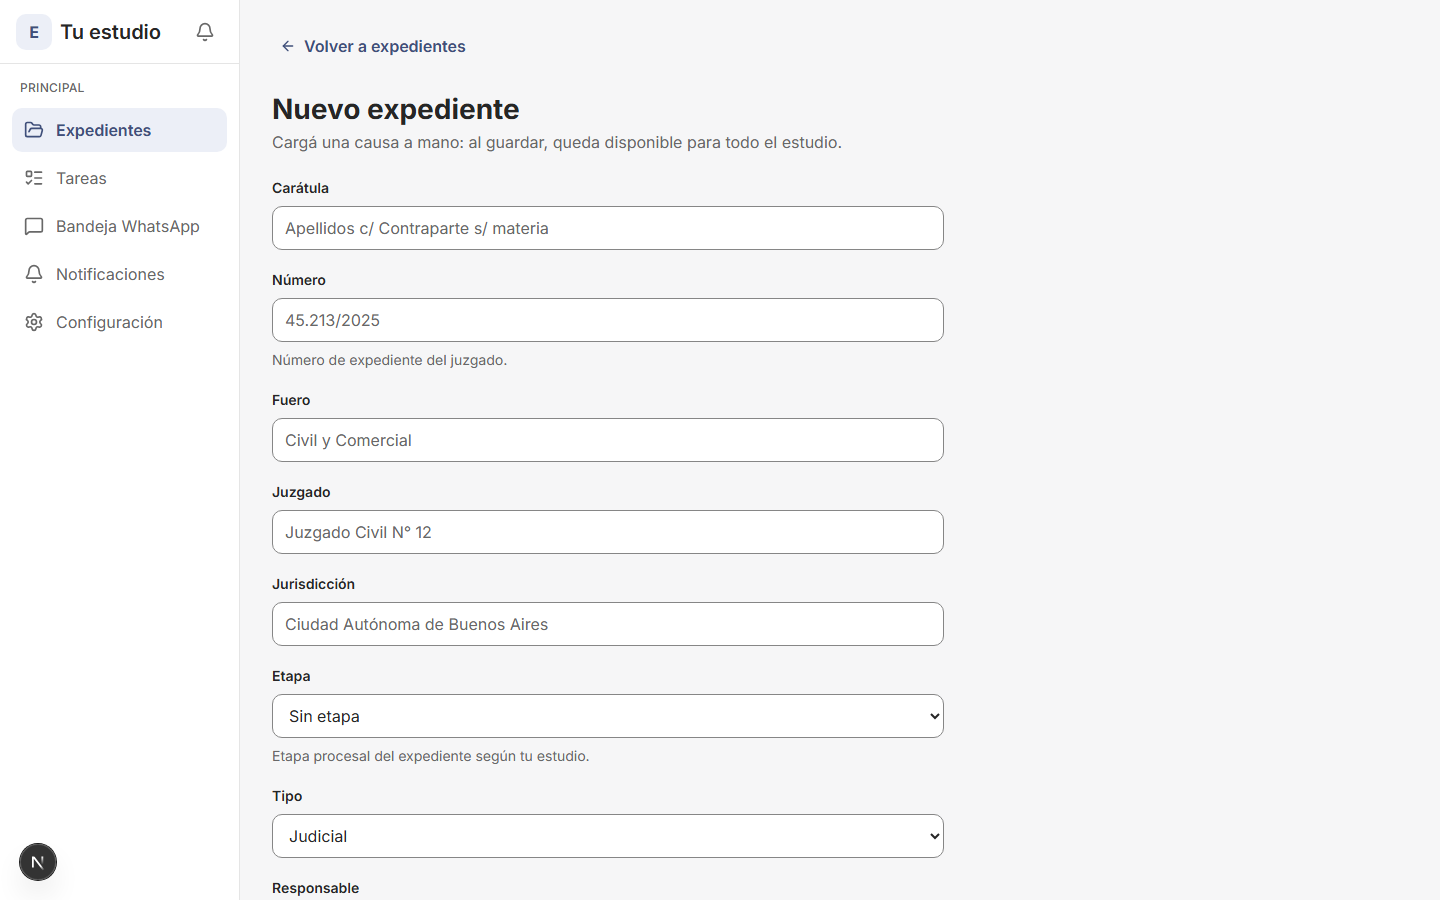 E Tu estudio
PRINCIPAL
Expedientes
Tareas
Bandeja WhatsApp
Notificaciones
Configuración
N
Volver a expedientes
Nuevo expediente
Cargá una causa a mano: al guardar, queda disponible para todo el estudio.
Carátula
Apellidos c/ Contraparte s/ materia
Número
45.213/2025
Número de expediente del juzgado.
Fuero
Civil y Comercial
Juzgado
Juzgado Civil N° 12
Jurisdicción
Ciudad Autónoma de Buenos Aires
Etapa
Sin etapa
Etapa procesal del expediente según tu estudio.
Tipo
Judicial
Responsable